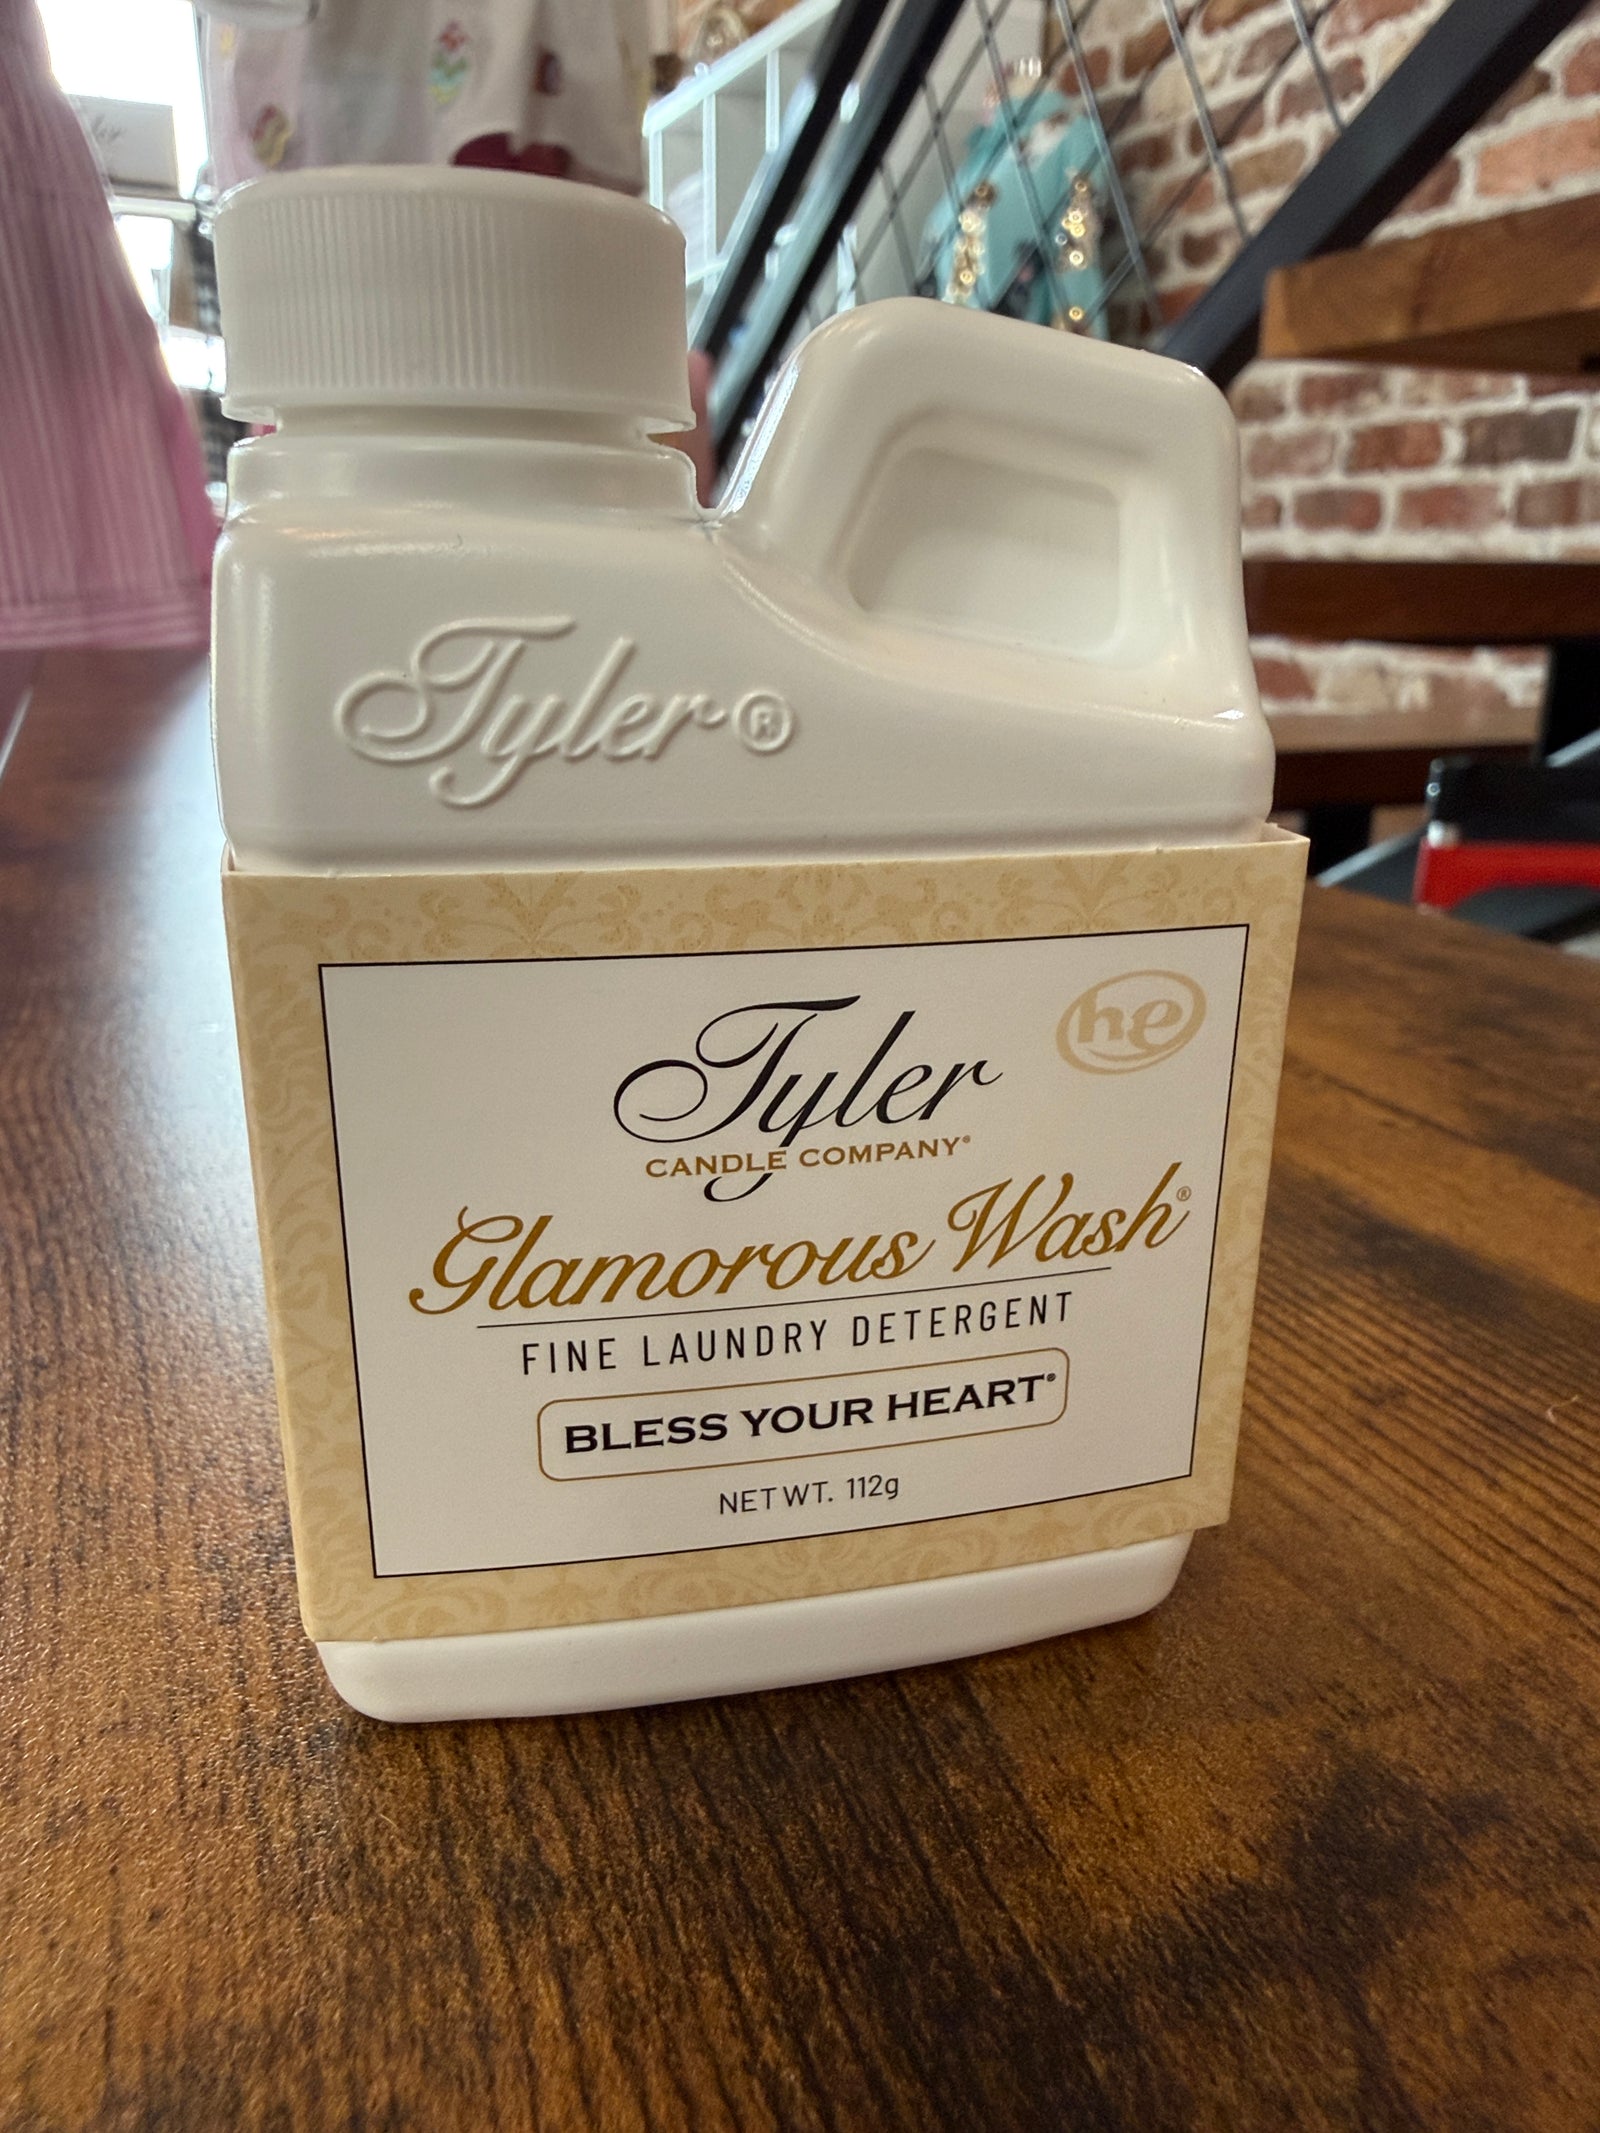 Tyler®
Tyler
he
CANDLE COMPANY®
Glamorous Wash®
FINE LAUNDRY DETERGENT
BLESS YOUR HEART®
NET WT. 112g